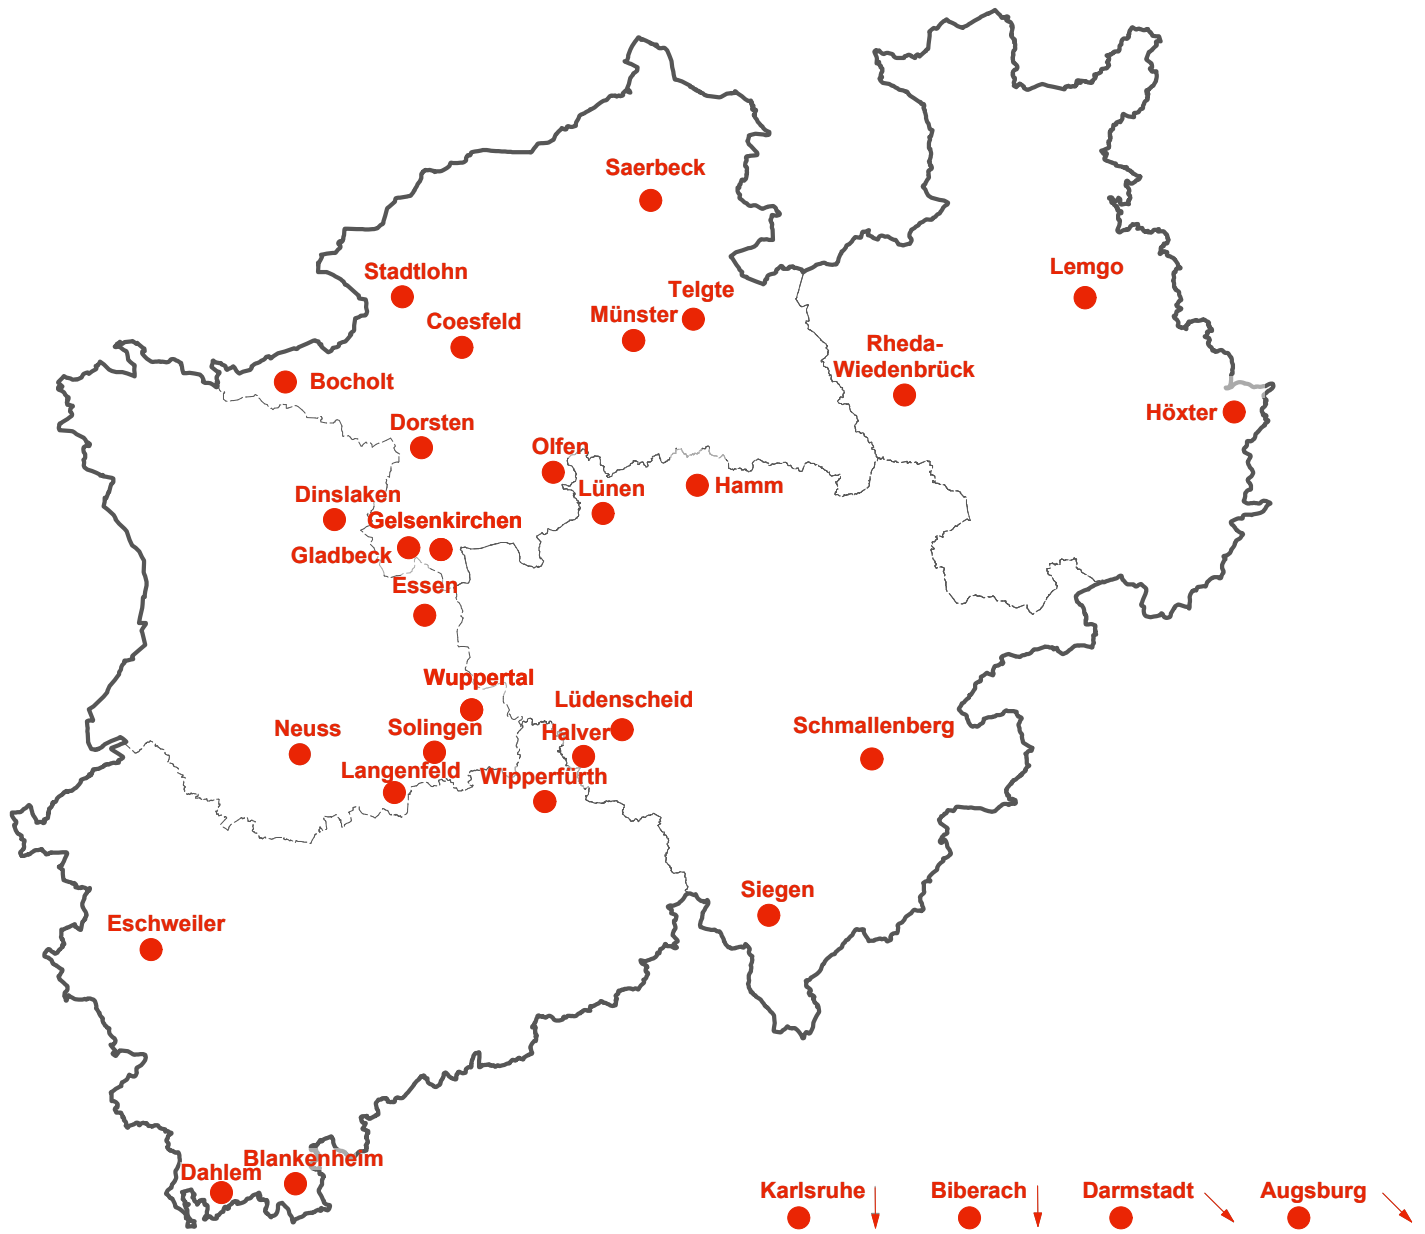 Saerbeck
Stadtlohn
Lemgo
Telgte
Münster
Coesfeld
Rheda-
Wiedenbrück
Bocholt
Höxter
Dorsten
Olfen
Lünen
Hamm
Dinslaken
Gelsenkirchen
Gladbeck
Essen
Wuppertal
Lüdenscheid
Neuss
Solingen
Halver
Schmallenberg
Langenfeld
Wipperfürth
Siegen
Eschweiler
Blankenheim
Dahlem
Karlsruhe
Biberach
Darmstadt
Augsburg